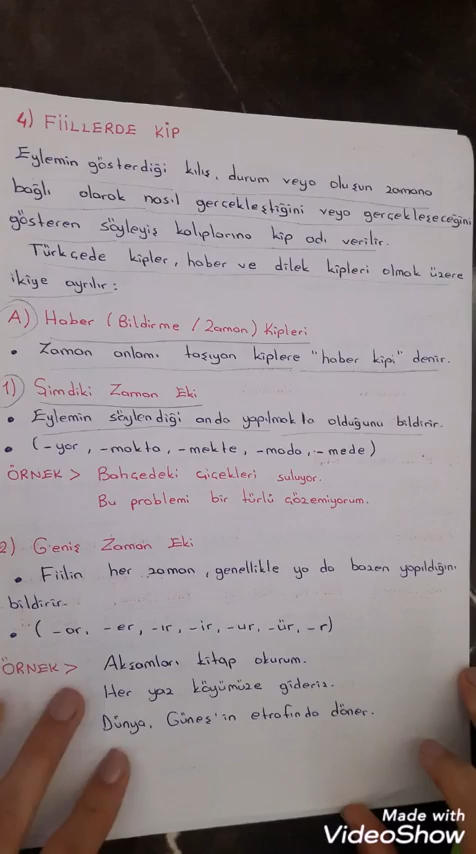 4) FİİLLERDE KİP
Eylemin gösterdiği kılış, durum veya oluşun zamana
bağlı olarak nasıl gerçekleştiğini veya gerçekleşeceğini
gösteren söyleyiş kalıplarına kip adı verilir.
Türkçede kipler, haber ve dilek kipleri olmak üzere
ikiye ayrılır:
A) Haber (Bildirme / Zaman) Kipleri
• Zaman anlamı taşıyan kiplere "haber kipi" denir.
1) Şimdiki Zaman Eki
• Eylemin söylendiği anda yapılmakta olduğunu bildirir.
• (-yor, -makta, -mekte, -mada, -mede)
ÖRNEK > Bahçedeki çiçekleri suluyor.
Bu problemi bir türlü çözemiyorum.
2) Geniş Zaman Eki
• Fiilin her zaman, genellikle ya da bazen yapıldığını
bildirir.
• (-ar, -er, -ır, -ir, -ur, -ür, -r)
ÖRNEK > Akşamları kitap okurum.
Her yaz köyümüze gideriz.
Dünya, Güneş'in etrafında döner.
Made with
VideoShow